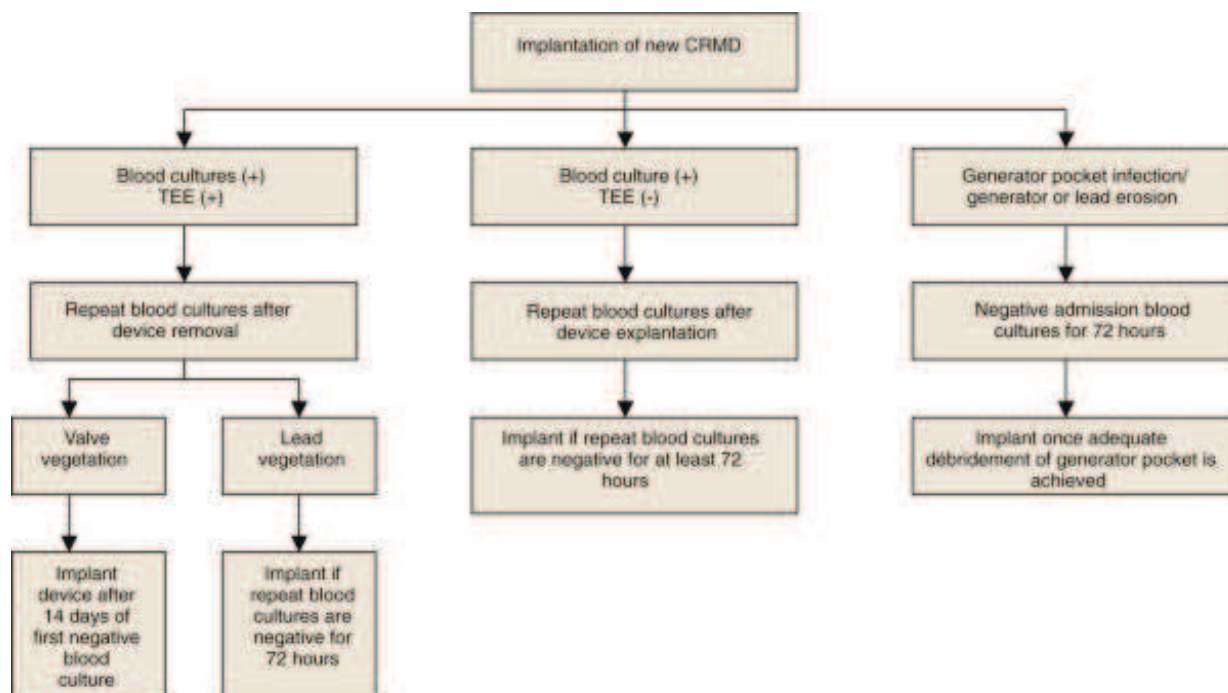 Implantation of new CRMD
Blood cultures (+)
TEE (+)
Blood culture (+)
TEE (-)
Generator pocket infection/
generator or lead erosion
Repeat blood cultures after
device removal
Repeat blood cultures after
device explantation
Negative admission blood
cultures for 72 hours
Valve
vegetation
Lead
vegetation
Implant if repeat blood cultures
are negative for at least 72
hours
Implant once adequate
débridement of generator pocket is
achieved
Implant
device after
14 days of
first negative
blood
culture
Implant if
repeat blood
cultures are
negative for
72 hours